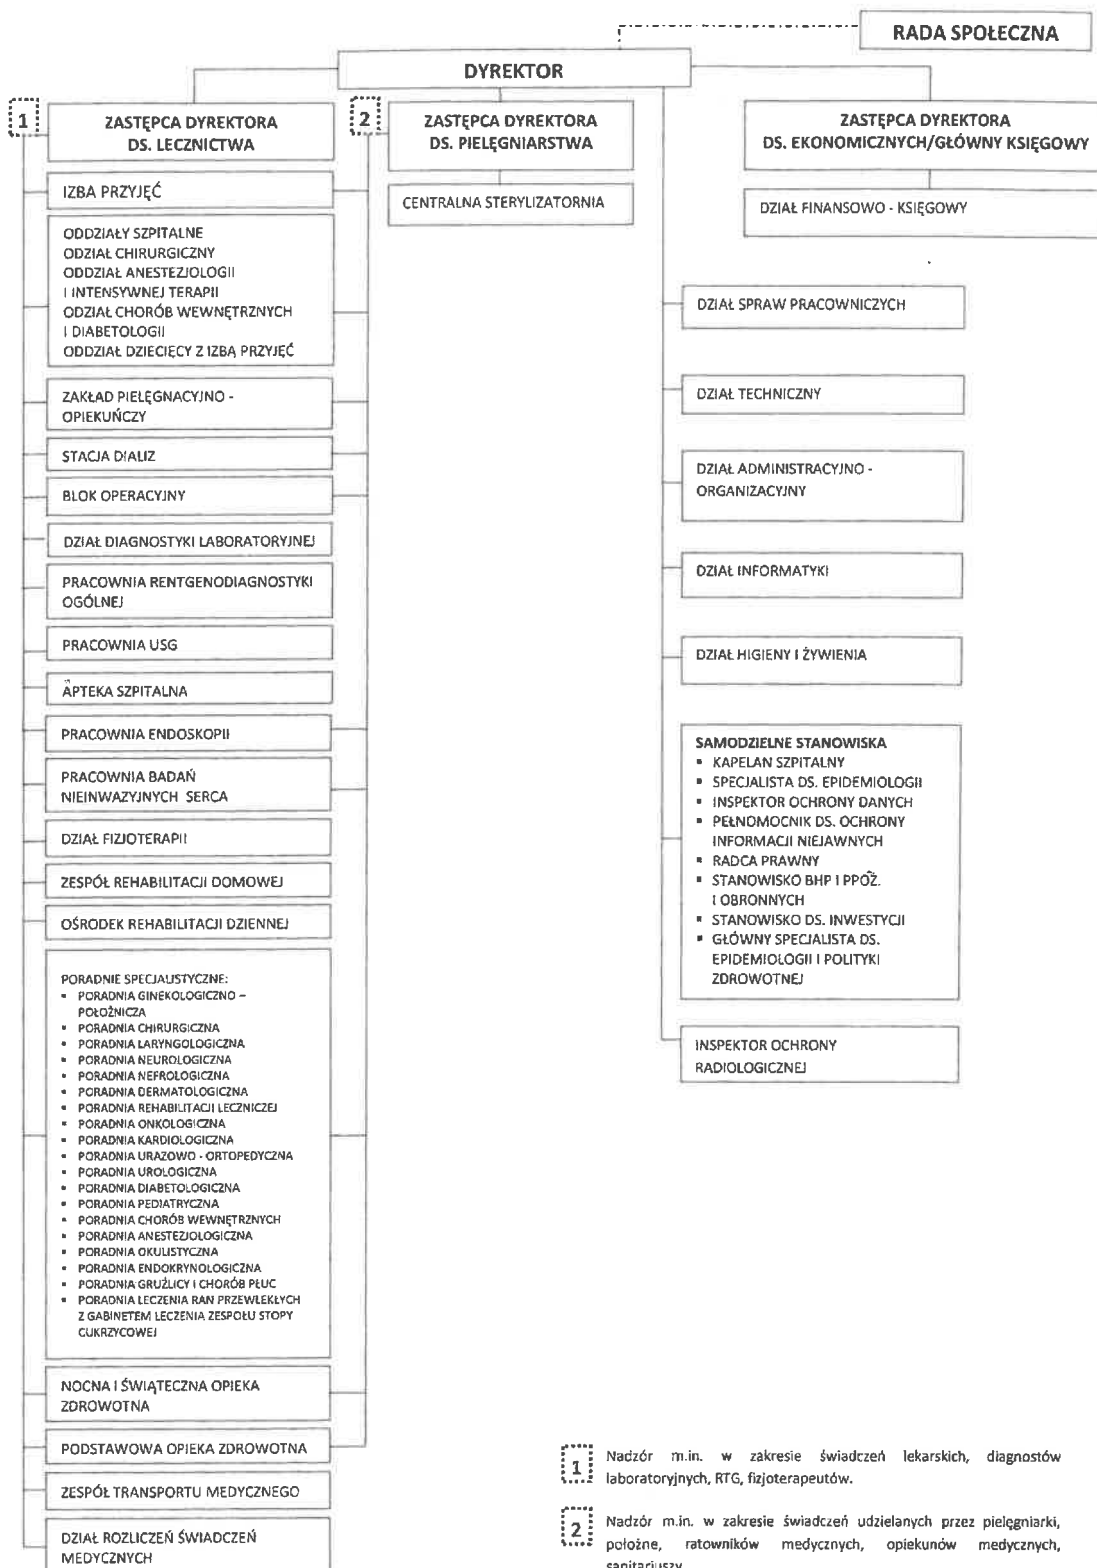 RADA SPOŁECZNA
DYREKTOR
1
ZASTĘPCA DYREKTORA
DS. LECZNICTWA
2
ZASTĘPCA DYREKTORA
DS. PIELĘGNIARSTWA
ZASTĘPCA DYREKTORA
DS. EKONOMICZNYCH/GŁÓWNY KSIĘGOWY
IZBA PRZYJĘĆ
ODDZIAŁY SZPITALNE
ODZIAŁ CHIRURGICZNY
ODDZIAŁ ANESTEZJOLOGII
I INTENSYWNEJ TERAPII
ODZIAŁ CHORÓB WEWNĘTRZNYCH
I DIABETOLOGII
ODDZIAŁ DZIECIĘCY Z IZBĄ PRZYJĘĆ
ZAKŁAD PIELĘGNACYJNO -
OPIEKUŃCZY
STACJA DIALIZ
BLOK OPERACYJNY
DZIAŁ DIAGNOSTYKI LABORATORYJNEJ
PRACOWNIA RENTGENODIAGNOSTYKI
OGÓLNEJ
PRACOWNIA USG
APTEKA SZPITALNA
PRACOWNIA ENDOSKOPII
PRACOWNIA BADAŃ
NIEINWAZYJNYCH SERCA
DZIAŁ FIZJOTERAPII
ZESPÓŁ REHABILITACJI DOMOWEJ
OŚRODEK REHABILITACJI DZIENNEJ
PORADNIE SPECJALISTYCZNE:
▪ PORADNIA GINEKOLOGICZNO –
POŁOŻNICZA
▪ PORADNIA CHIRURGICZNA
▪ PORADNIA LARYNGOLOGICZNA
▪ PORADNIA NEUROLOGICZNA
▪ PORADNIA NEFROLOGICZNA
▪ PORADNIA DERMATOLOGICZNA
▪ PORADNIA REHABILITACJI LECZNICZEJ
▪ PORADNIA ONKOLOGICZNA
▪ PORADNIA KARDIOLOGICZNA
▪ PORADNIA URAZOWO - ORTOPEDYCZNA
▪ PORADNIA UROLOGICZNA
▪ PORADNIA DIABETOLOGICZNA
▪ PORADNIA PEDIATRYCZNA
▪ PORADNIA CHORÓB WEWNĘTRZNYCH
▪ PORADNIA ANESTEZJOLOGICZNA
▪ PORADNIA OKULISTYCZNA
▪ PORADNIA ENDOKRYNOLOGICZNA
▪ PORADNIA GRUŹLICY I CHORÓB PŁUC
▪ PORADNIA LECZENIA RAN PRZEWLEKŁYCH
Z GABINETEM LECZENIA ZESPOŁU STOPY
CUKRZYCOWEJ
NOCNA I ŚWIĄTECZNA OPIEKA
ZDROWOTNA
PODSTAWOWA OPIEKA ZDROWOTNA
ZESPÓŁ TRANSPORTU MEDYCZNEGO
DZIAŁ ROZLICZEŃ ŚWIADCZEŃ
MEDYCZNYCH
CENTRALNA STERYLIZATORNIA
DZIAŁ FINANSOWO - KSIĘGOWY
DZIAŁ SPRAW PRACOWNICZYCH
DZIAŁ TECHNICZNY
DZIAŁ ADMINISTRACYJNO -
ORGANIZACYJNY
DZIAŁ INFORMATYKI
DZIAŁ HIGIENY I ŻYWIENIA
SAMODZIELNE STANOWISKA
▪ KAPELAN SZPITALNY
▪ SPECJALISTA DS. EPIDEMIOLOGII
▪ INSPEKTOR OCHRONY DANYCH
▪ PEŁNOMOCNIK DS. OCHRONY
INFORMACJI NIEJAWNYCH
▪ RADCA PRAWNY
▪ STANOWISKO BHP I PPOŻ.
I OBRONNYCH
▪ STANOWISKO DS. INWESTYCJI
▪ GŁÓWNY SPECJALISTA DS.
EPIDEMIOLOGII I POLITYKI
ZDROWOTNEJ
INSPEKTOR OCHRONY
RADIOLOGICZNEJ
1 Nadzór m.in. w zakresie świadczeń lekarskich, diagnostów
laboratoryjnych, RTG, fizjoterapeutów.
2 Nadzór m.in. w zakresie świadczeń udzielanych przez pielęgniarki,
położne, ratowników medycznych, opiekunów medycznych,
sanitariuszy